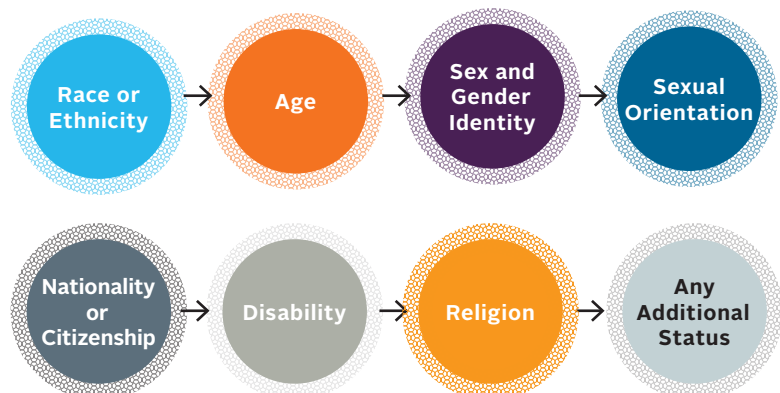 Race or
Ethnicity
Age
Sex and
Gender
Identity
Sexual
Orientation
Nationality
or
Citizenship
Disability
Religion
Any
Additional
Status